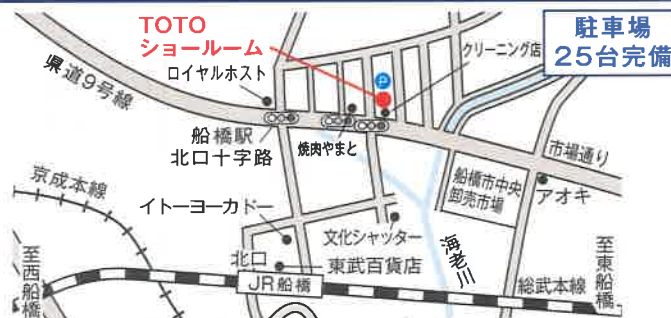 TOTO
ショールーム
駐車場
25台完備
P
クリーニング店
ロイヤルホスト
県道9号線
船橋駅
北口十字路
焼肉やまと
市場通り
船橋市中央
卸売市場
アオキ
京成本線
イトーヨーカドー
文化シャッター
海老川
北口
東武百貨店
JR船橋
総武本線
至西船橋
至東船橋